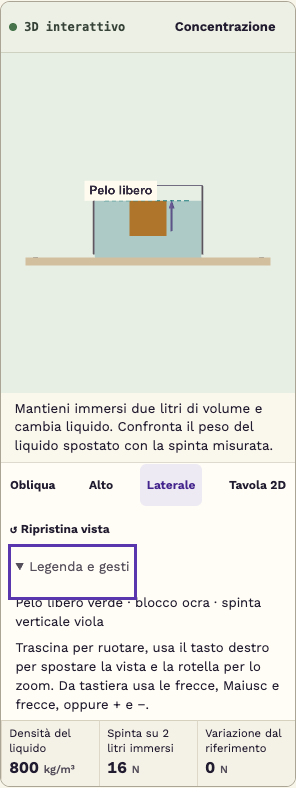 3D interattivo Concentrazione
Pelo libero
Mantieni immersi due litri di volume e
cambia liquido. Confronta il peso del
liquido spostato con la spinta misurata.
Obliqua Alto Laterale Tavola 2D
↺ Ripristina vista
▼ Legenda e gesti
Pelo libero verde · blocco ocra · spinta
verticale viola
Trascina per ruotare, usa il tasto destro
per spostare la vista e la rotella per lo
zoom. Da tastiera usa le frecce, Maiusc e
frecce, oppure + e −.
Densità del
liquido
800 kg/m³
Spinta su 2
litri immersi
16 N
Variazione dal
riferimento
0 N